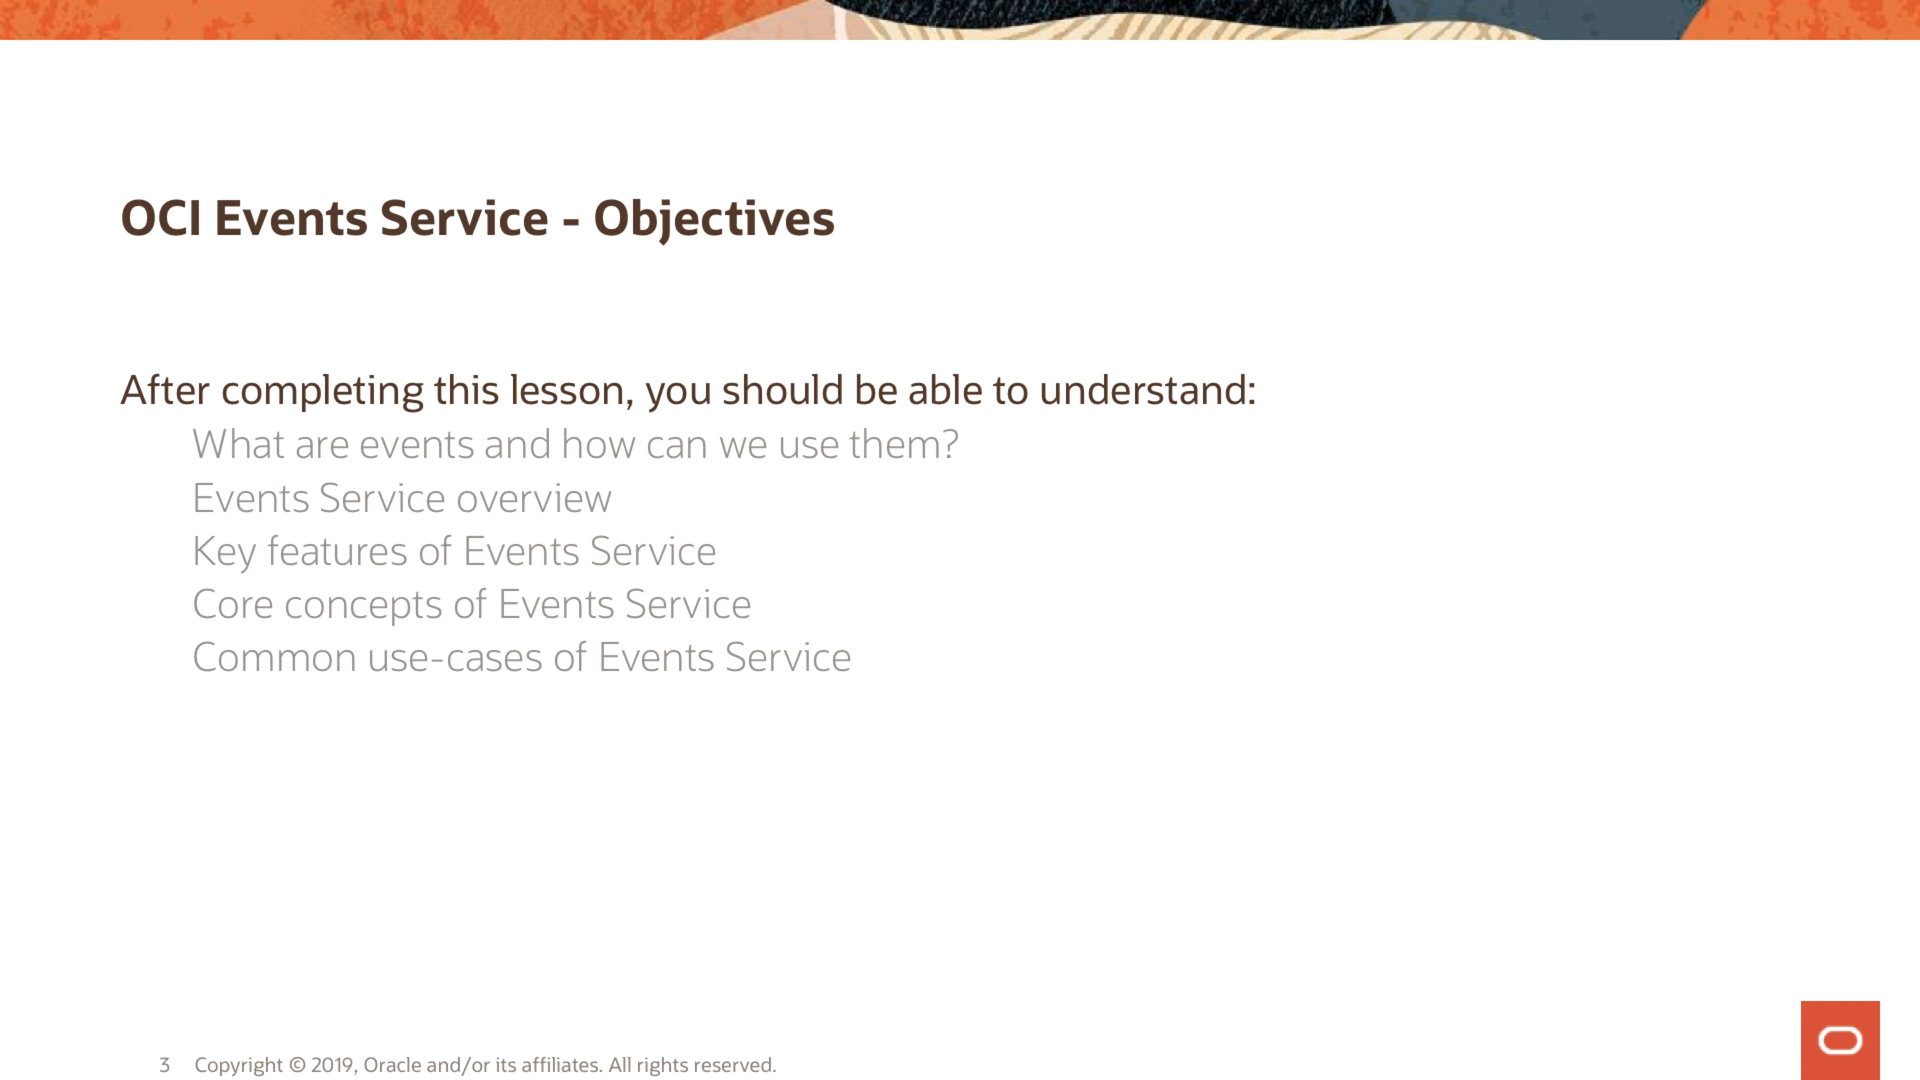 OCI Events Service - Objectives
After completing this lesson, you should be able to understand:
What are events and how can we use them?
Events Service overview
Key features of Events Service
Core concepts of Events Service
Common use-cases of Events Service
3 Copyright © 2019, Oracle and/or its affiliates. All rights reserved.